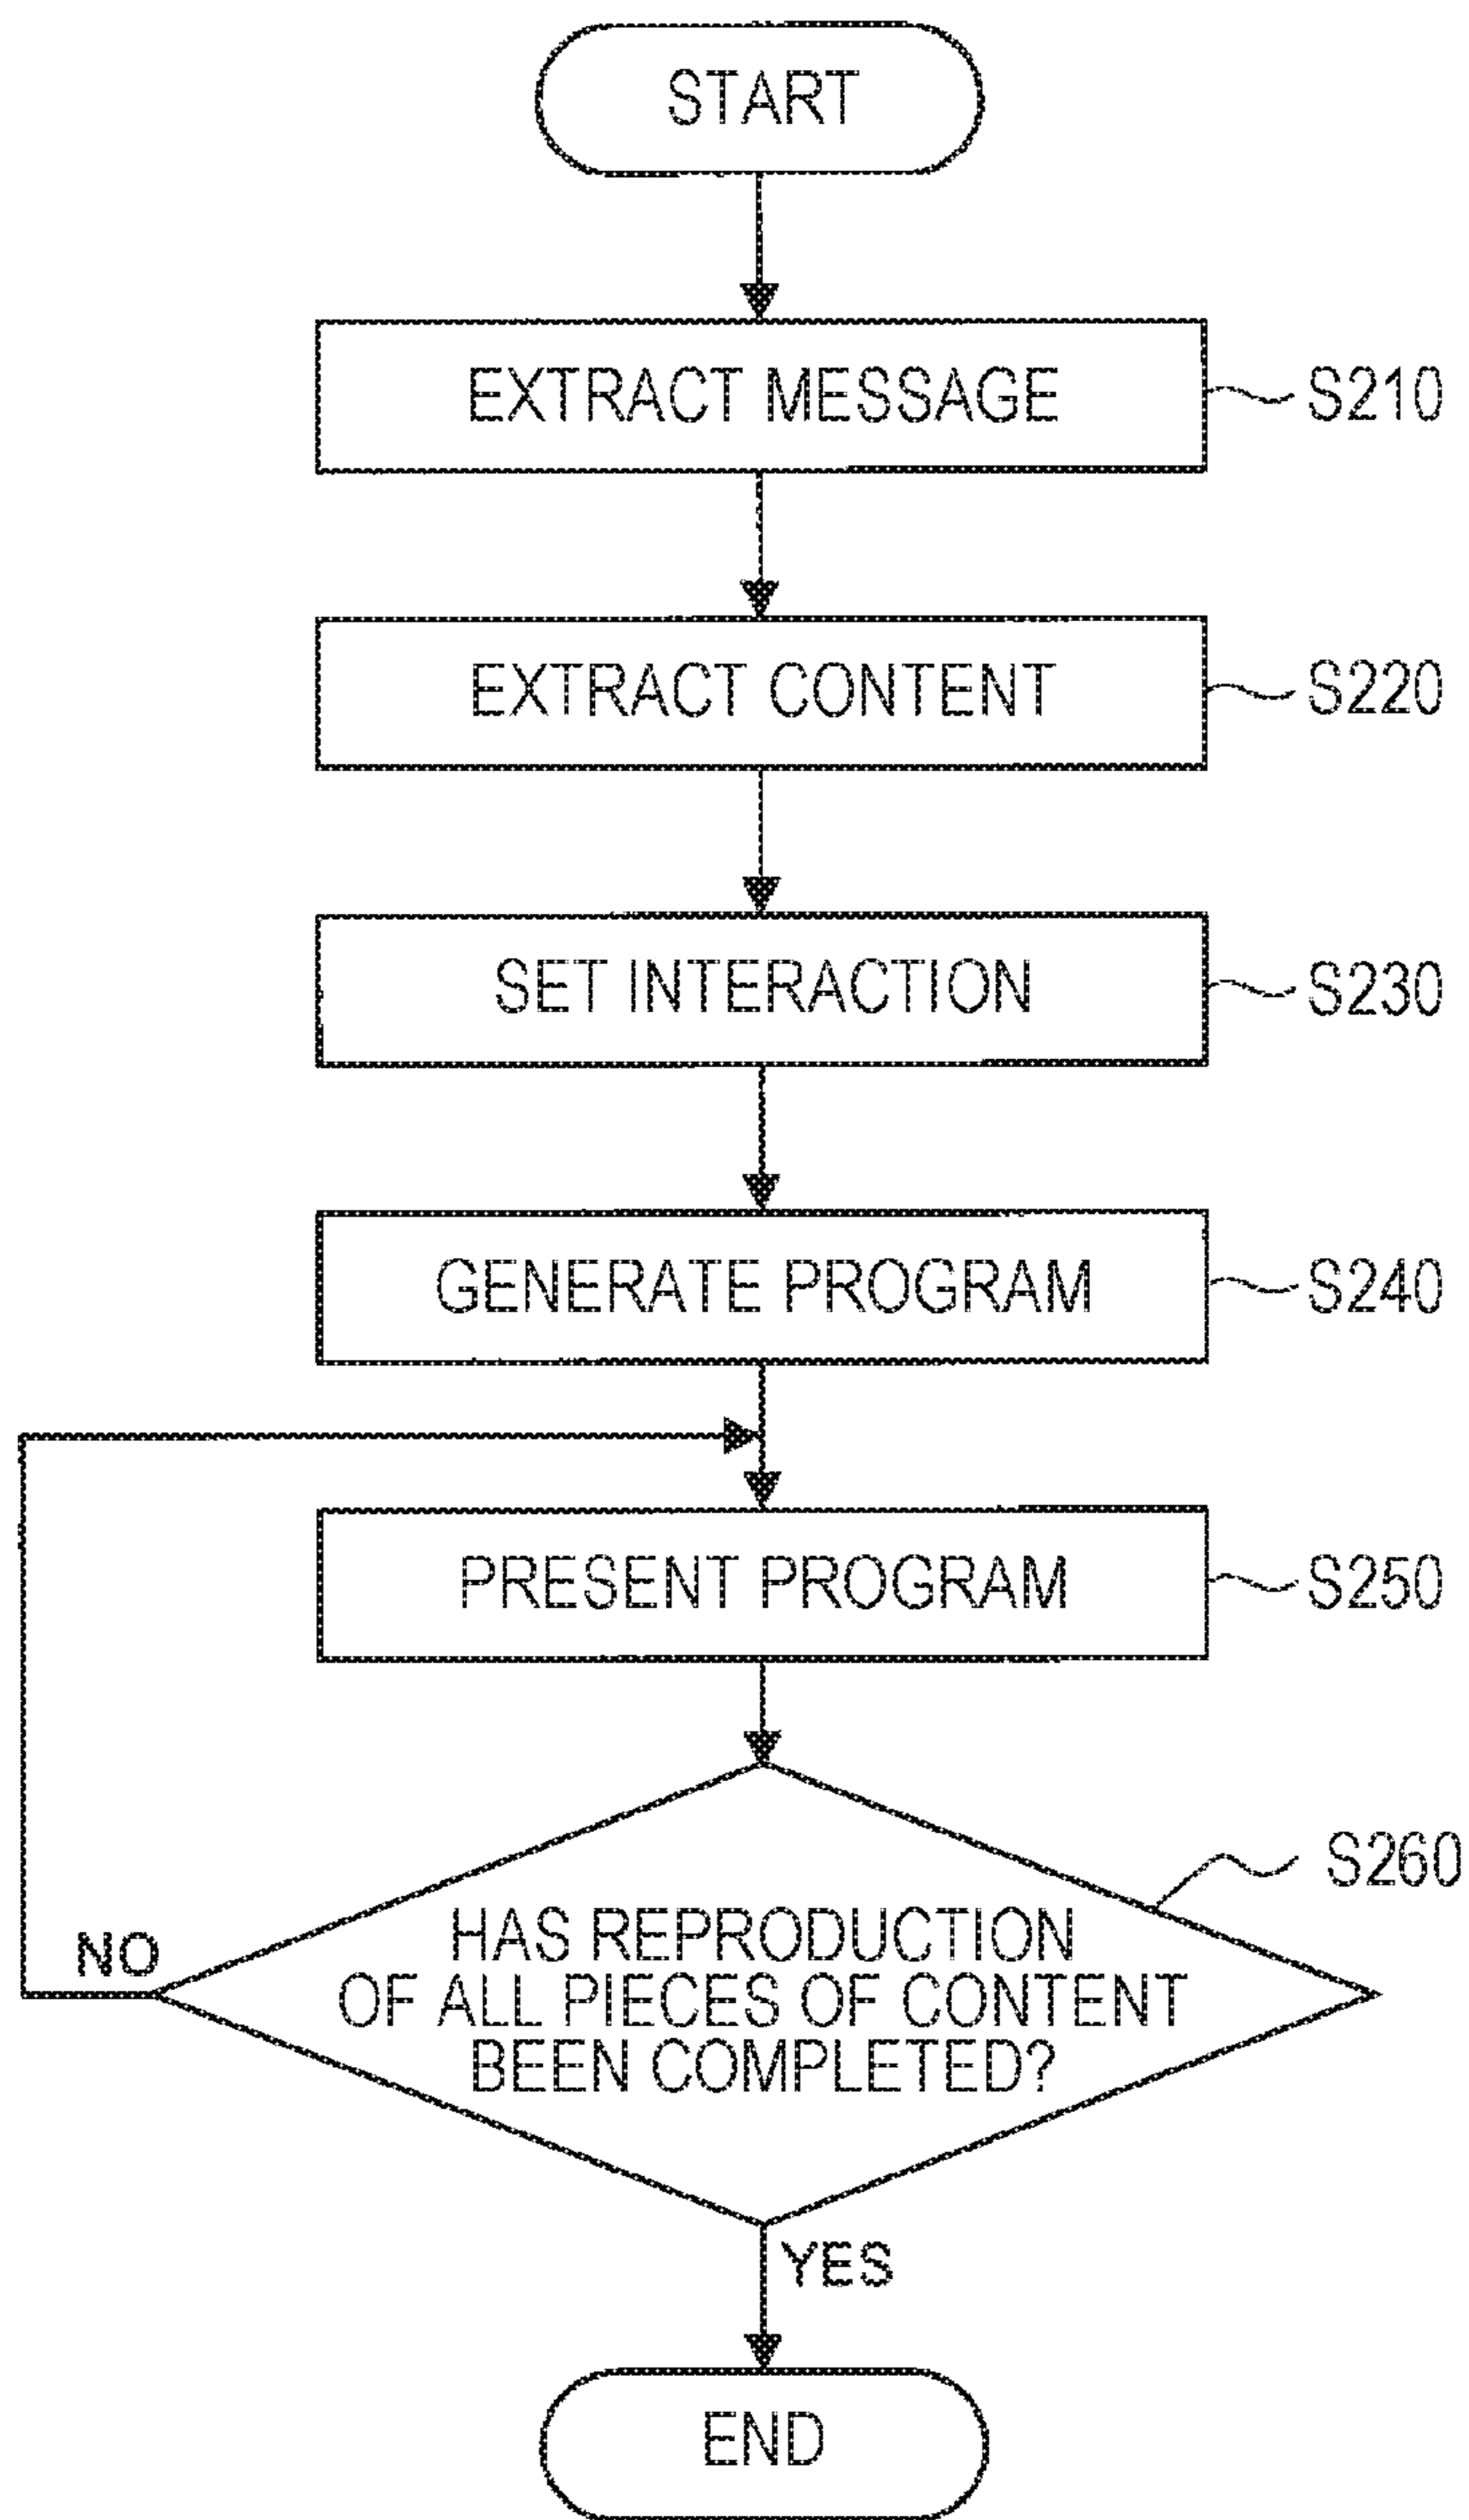 START
EXTRACT MESSAGE
S210
EXTRACT CONTENT
S220
SET INTERACTION
S230
GENERATE PROGRAM
S240
PRESENT PROGRAM
S250
S260
HAS REPRODUCTION
OF ALL PIECES OF CONTENT
BEEN COMPLETED?
NO
YES
END